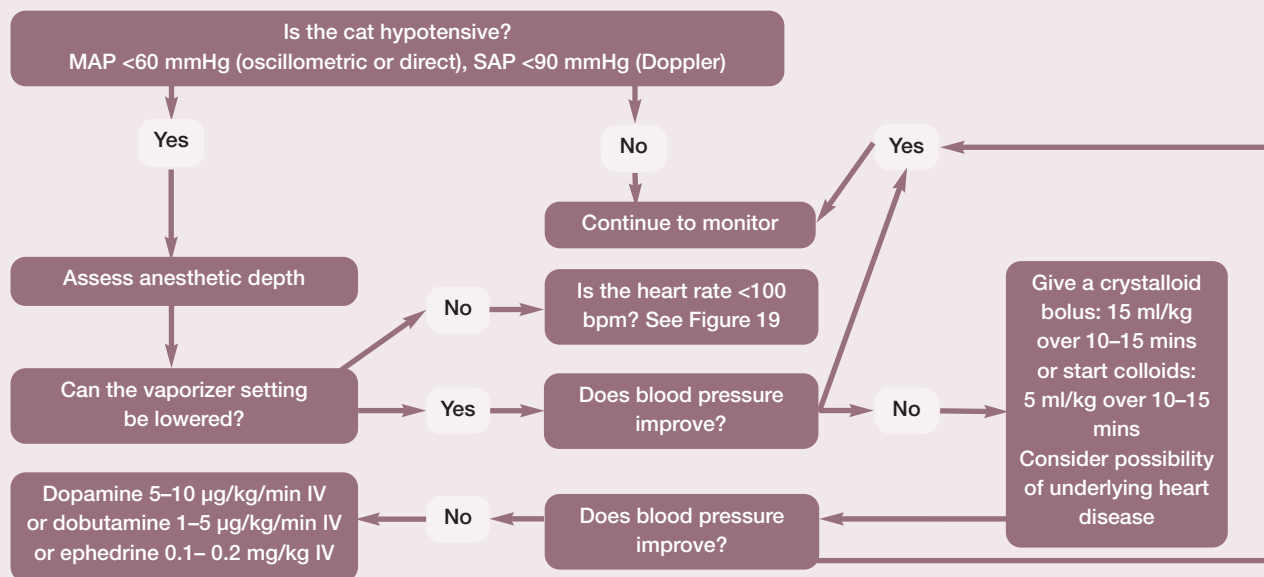 Is the cat hypotensive?
MAP <60 mmHg (oscillometric or direct), SAP <90 mmHg (Doppler)
Yes
No
Yes
Continue to monitor
Assess anesthetic depth
No
Is the heart rate <100
bpm? See Figure 19
Can the vaporizer setting
be lowered?
Yes
Does blood pressure
improve?
No
Give a crystalloid
bolus: 15 ml/kg
over 10–15 mins
or start colloids:
5 ml/kg over 10–15
mins
Consider possibility
of underlying heart
disease
Does blood pressure
improve?
No
Dopamine 5–10 μg/kg/min IV
or dobutamine 1–5 μg/kg/min IV
or ephedrine 0.1– 0.2 mg/kg IV